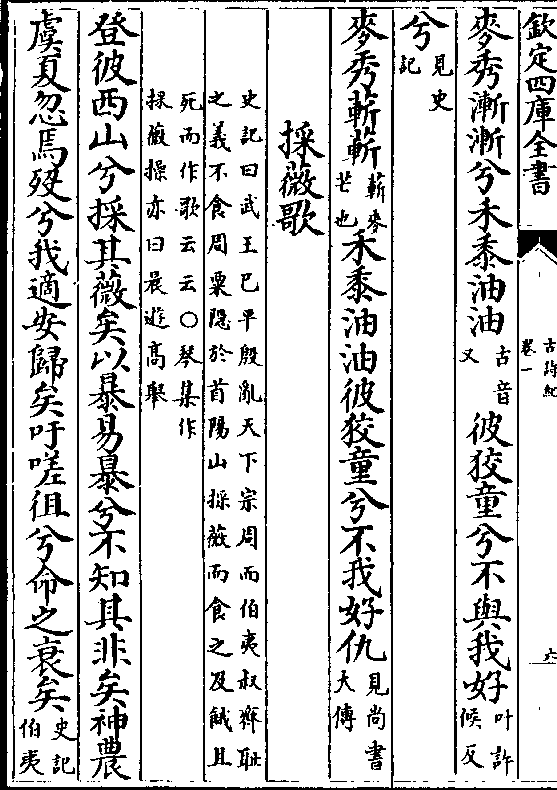 欽定四庫全書
古詩紀
卷一
六
麥秀漸漸兮禾黍油油古音又彼狡童兮不與我好叶許候反
兮見史記
麥秀蔪蔪蔪麥芒也禾黍油油彼狡童兮不我好仇見尚書大傳
採薇歌
史記曰武王已平殷亂天下宗周而伯夷叔齊耻
之義不食周粟隱於首陽山採薇而食之及餓且
死而作歌云云○琴集作
採薇操亦曰晨遊高舉
登彼西山兮採其薇矣以暴易暴兮不知其非矣神農
虞夏忽焉歿兮我適安歸矣吁嗟徂兮命之衰矣史記伯夷